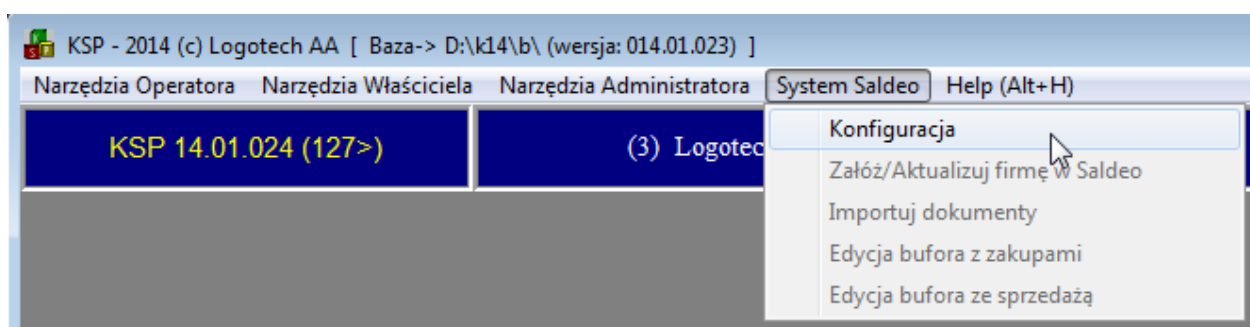 KSP - 2014 (c) Logotech AA [ Baza-> D:\k14\b\ (wersja: 014.01.023) ]
Narzędzia Operatora Narzędzia Właściciela Narzędzia Administratora System Saldeo Help (Alt+H)
KSP 14.01.024 (127>) (3) Logotec
Konfiguracja
Załóż/Aktualizuj firmę w Saldeo
Importuj dokumenty
Edycja bufora z zakupami
Edycja bufora ze sprzedażą